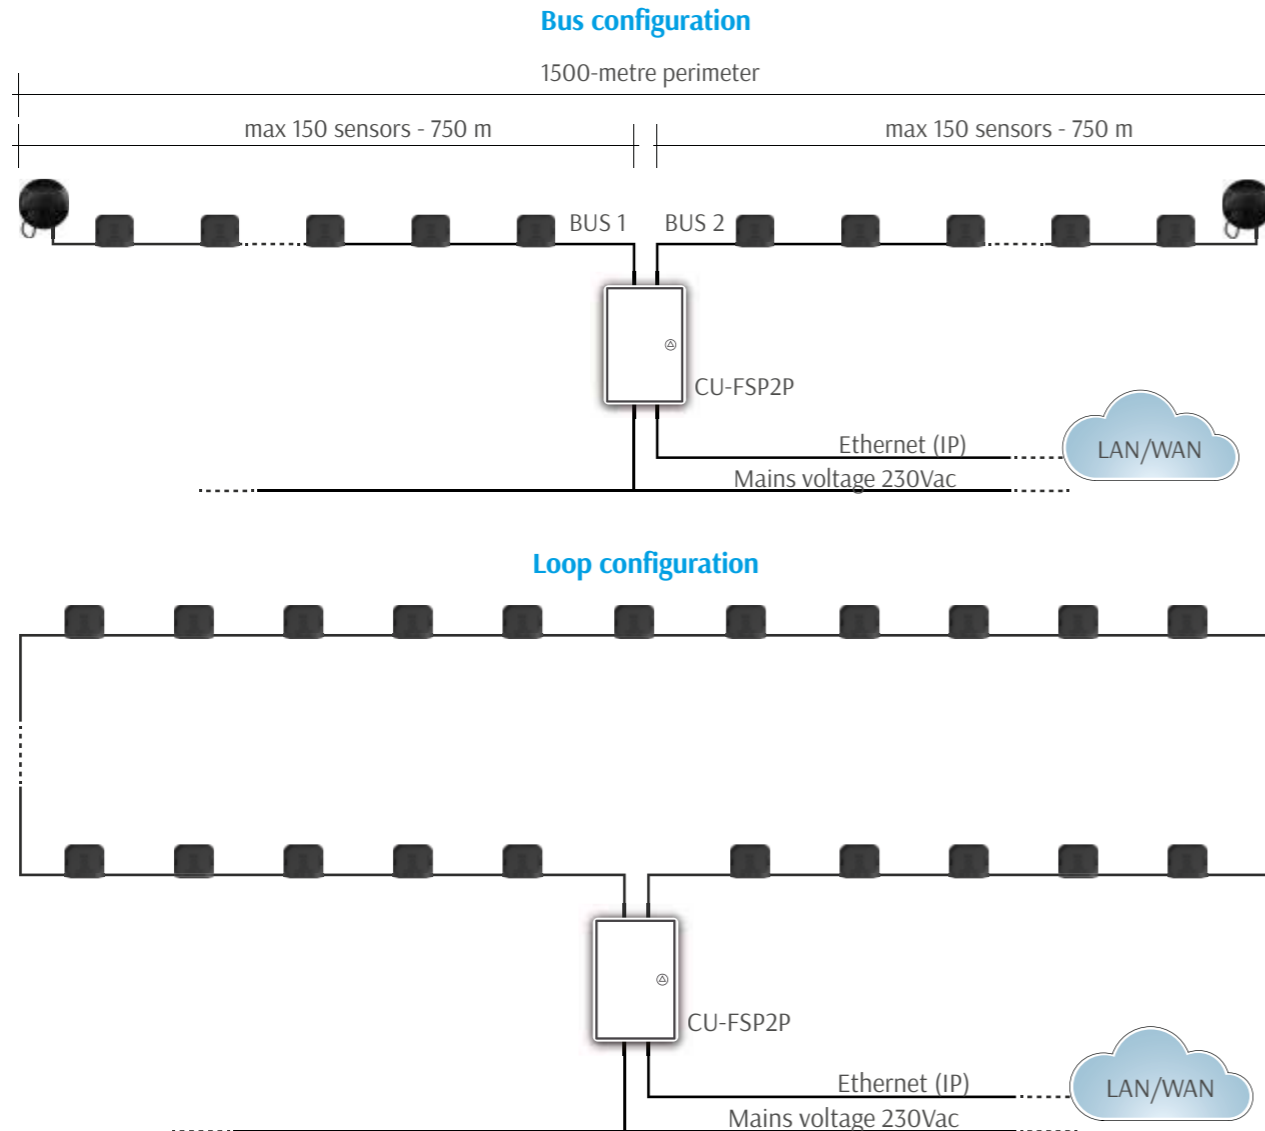 Bus configuration
1500-metre perimeter
max 150 sensors - 750 m
max 150 sensors - 750 m
BUS 1
BUS 2
CU-FSP2P
Ethernet (IP)
LAN/WAN
Mains voltage 230Vac
Loop configuration
CU-FSP2P
Ethernet (IP)
LAN/WAN
Mains voltage 230Vac